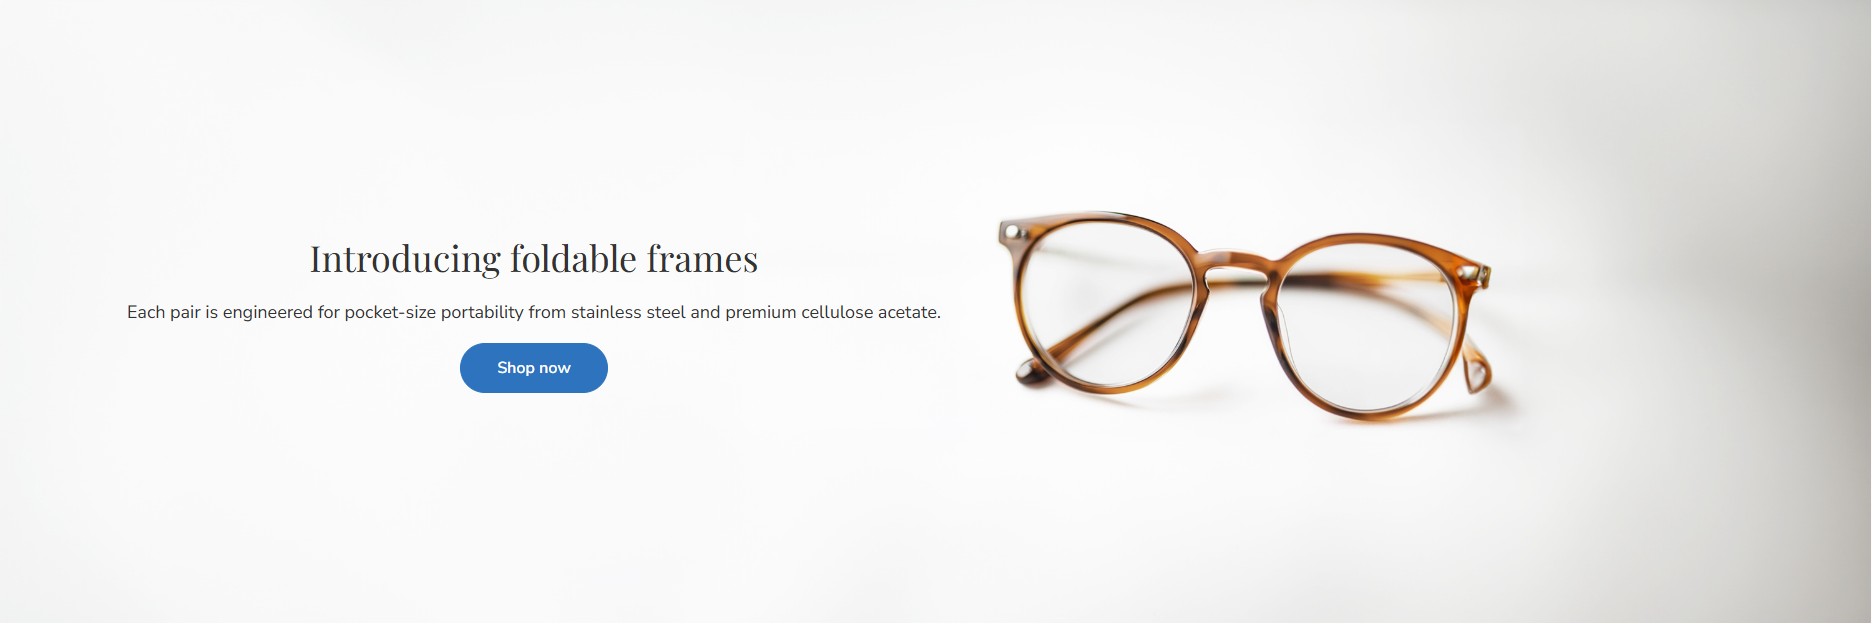 Introducing foldable frames
Each pair is engineered for pocket-size portability from stainless steel and premium cellulose acetate.
Shop now